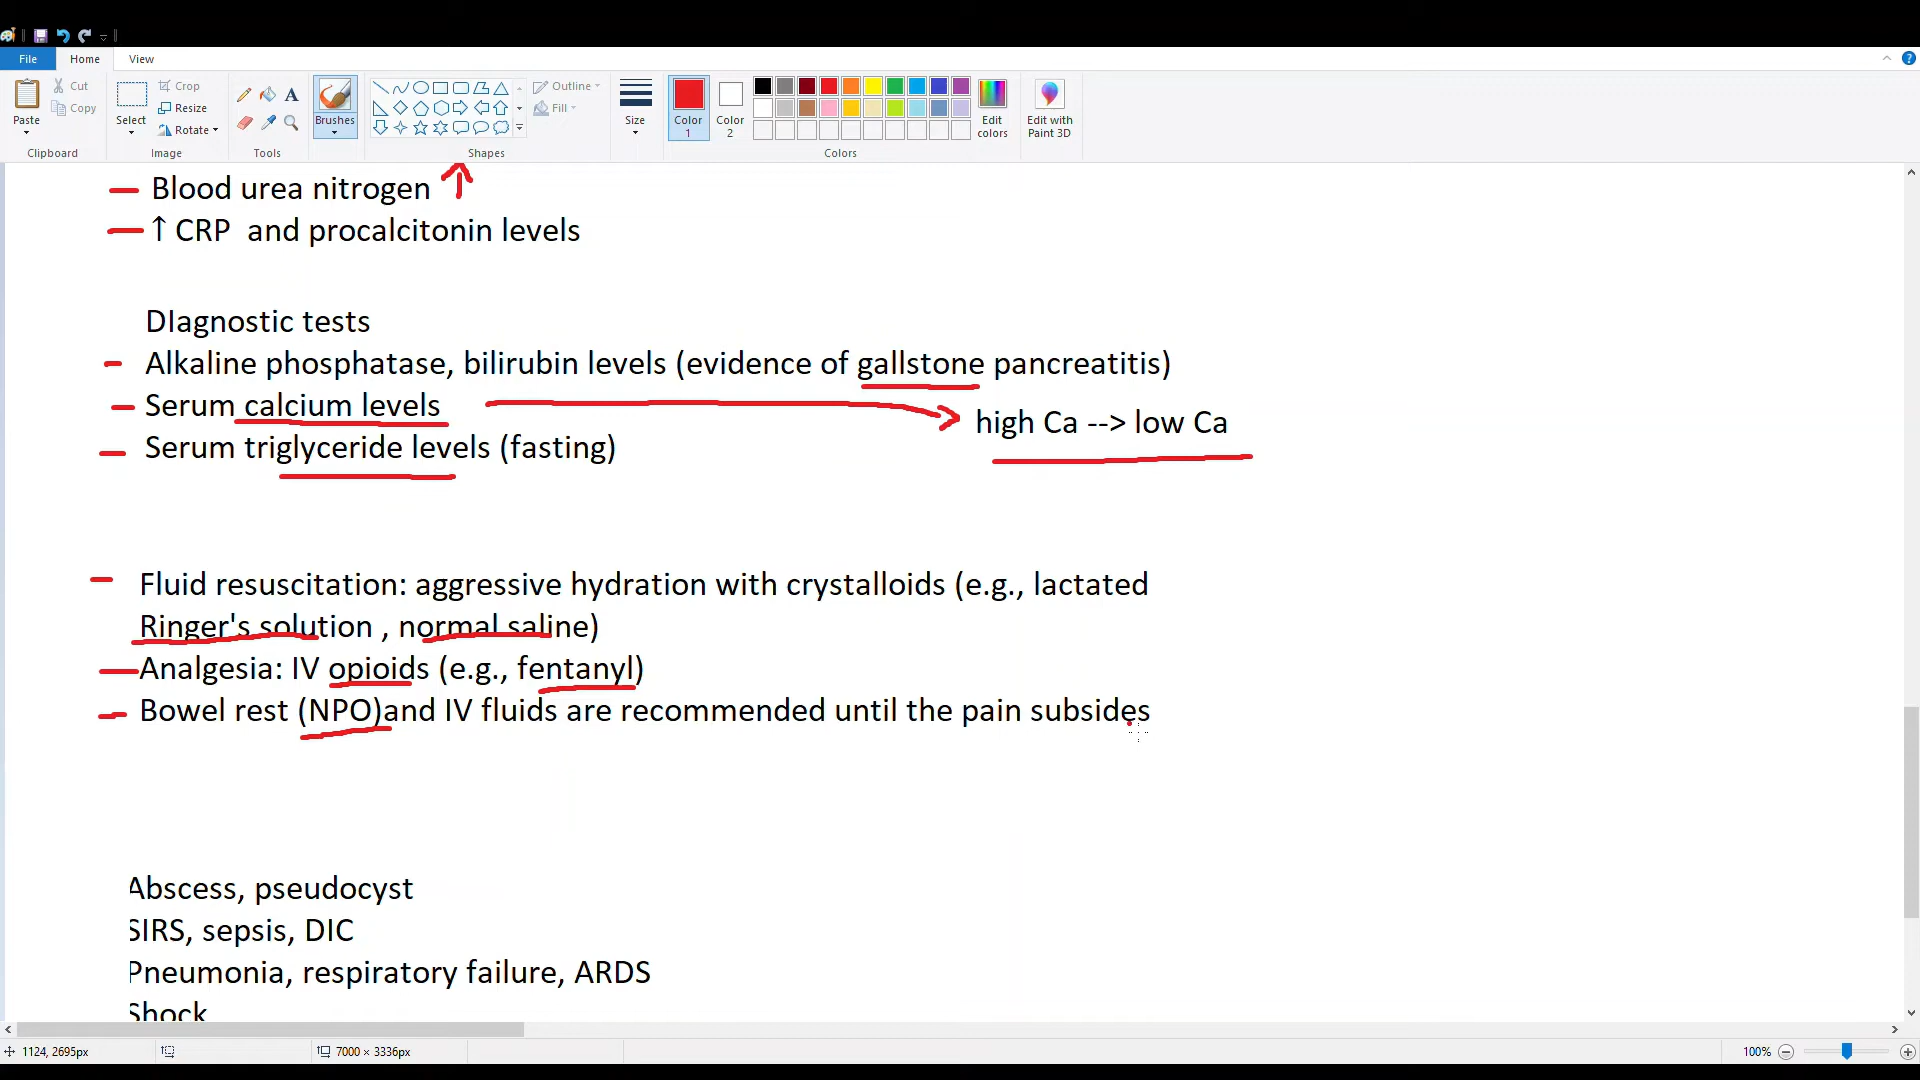 File Home View
Paste Cut Copy Clipboard
Select Crop Resize Rotate Image
Tools
Brushes
Outline Fill Shapes
Size
Color 1 Color 2 Edit colors Colors
Edit with Paint 3D
Blood urea nitrogen ↑
↑ CRP and procalcitonin levels
DIagnostic tests
Alkaline phosphatase, bilirubin levels (evidence of gallstone pancreatitis)
Serum calcium levels
high Ca --> low Ca
Serum triglyceride levels (fasting)
Fluid resuscitation: aggressive hydration with crystalloids (e.g., lactated
Ringer's solution , normal saline)
Analgesia: IV opioids (e.g., fentanyl)
Bowel rest (NPO)and IV fluids are recommended until the pain subsides
Abscess, pseudocyst
SIRS, sepsis, DIC
Pneumonia, respiratory failure, ARDS
Shock
1124, 2695px 7000 × 3336px 100%